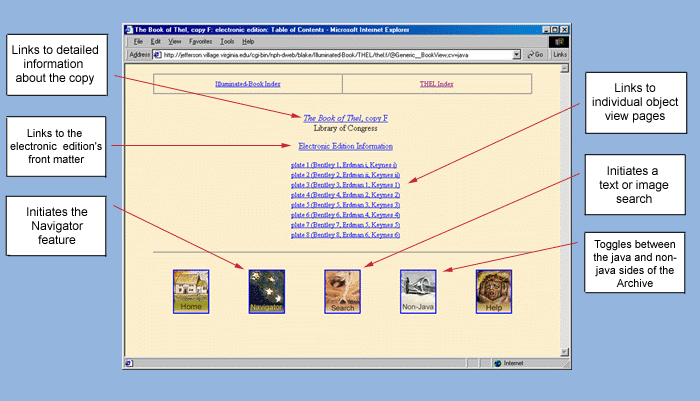 The Book of Thel, copy F: electronic edition: Table of Contents - Microsoft Internet Explorer
File Edit View Favorites Tools Help
Address http://jefferson.village.virginia.edu/cgi-bin/nph-dweb/blake/Illuminated-Book/THEL/thel.f/@Generic__BookView;cv=java Go Links
Illuminated-Book Index THEL Index
The Book of Thel, copy F
Library of Congress
Electronic Edition Information
plate 1 (Bentley 1, Erdman i, Keynes i)
plate 2 (Bentley 2, Erdman ii, Keynes ii)
plate 3 (Bentley 3, Erdman 1, Keynes 1)
plate 4 (Bentley 4, Erdman 2, Keynes 2)
plate 5 (Bentley 5, Erdman 3, Keynes 3)
plate 6 (Bentley 6, Erdman 4, Keynes 4)
plate 7 (Bentley 7, Erdman 5, Keynes 5)
plate 8 (Bentley 8, Erdman 6, Keynes 6)
Home
Navigator
Search
Non-Java
Help
Internet
Links to detailed
information
about the copy
Links to the
electronic edition's
front matter
Initiates the
Navigator
feature
Links to
individual object
view pages
Initiates a
text or image
search
Toggles between
the java and non-
java sides of the
Archive